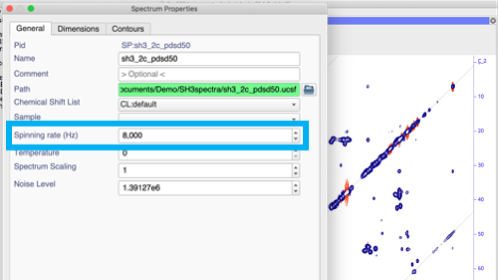 Spectrum Properties
General Dimensions Contours
Pid SP:sh3_2c_pdsd50
Name sh3_2c_pdsd50
Comment > Optional <
Path ocuments/Demo/SH3spectra/sh3_2c_pdsd50.ucsf
Chemical Shift List CL:default
Sample
Spinning rate (Hz) 8,000
Temperature 0
Spectrum Scaling 1
Noise Level 1.39127e6
10
20
30
40
50
60